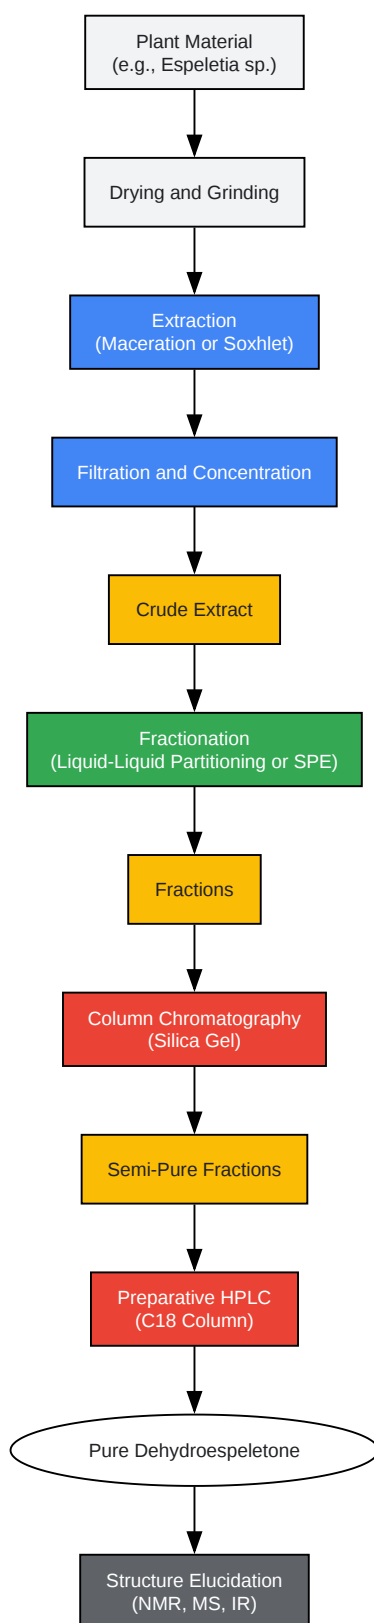 Plant Material
(e.g., Espeletia sp.)
Drying and Grinding
Extraction
(Maceration or Soxhlet)
Filtration and Concentration
Crude Extract
Fractionation
(Liquid-Liquid Partitioning or SPE)
Fractions
Column Chromatography
(Silica Gel)
Semi-Pure Fractions
Preparative HPLC
(C18 Column)
Pure Dehydroespeletone
Structure Elucidation
(NMR, MS, IR)